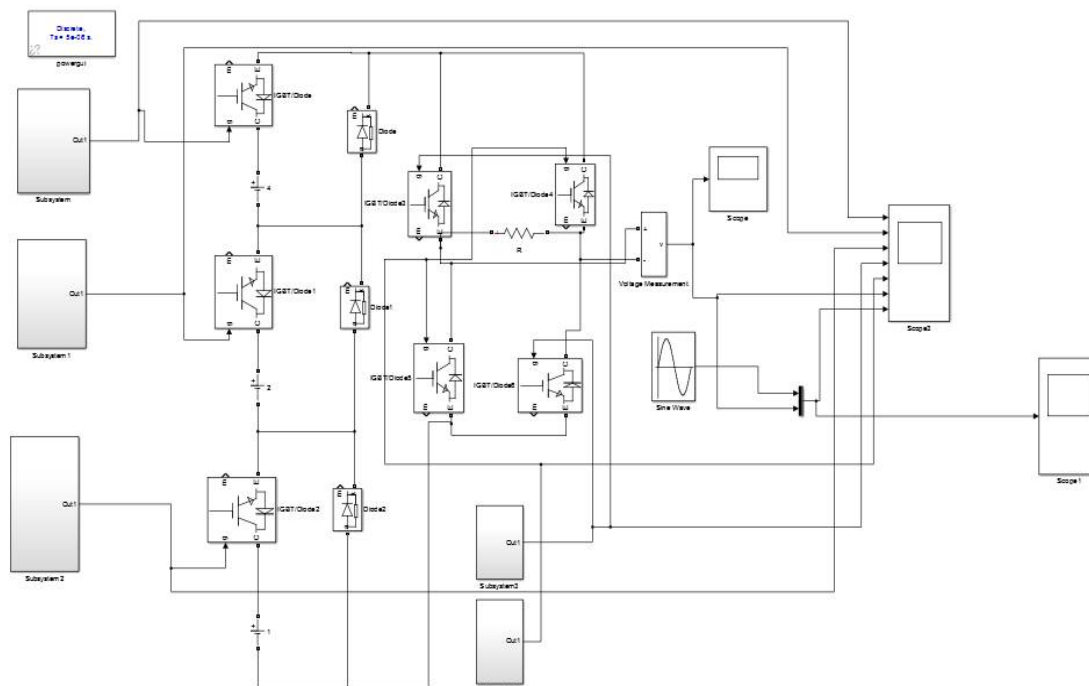 Discrete,
Ts = 5e-06 s.
powergui
Out1
Subsystem
Out1
Subsystem1
Out1
Subsystem2
m
E
g
C
IGBT/Diode
Diode
4
m
E
g
C
IGBT/Diode1
Diode1
2
m
E
g
C
IGBT/Diode2
Diode2
1
g
C
m
E
IGBT/Diode3
g
C
m
E
IGBT/Diode4
+
R
g
C
m
E
IGBT/Diode5
g
C
m
E
IGBT/Diode6
+
-
v
Voltage Measurement
Scope
Sine Wave
Scope2
Scope1
Out1
Subsystem3
Out1